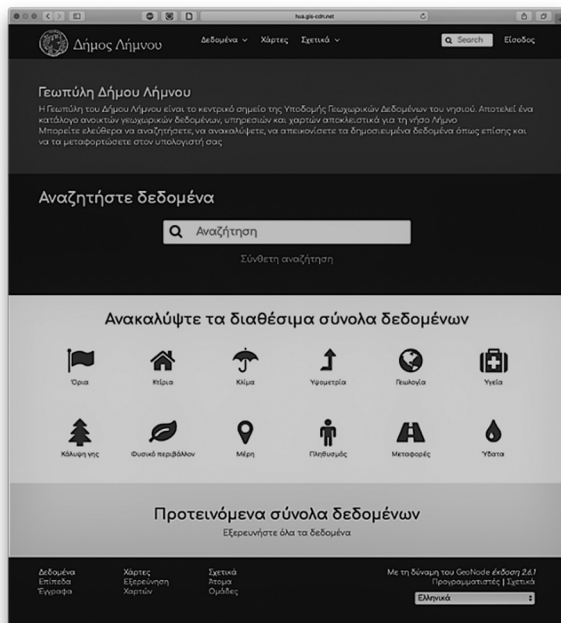 hua.gis-cdn.net
Δήμος Λήμνου
Δεδομένα Χάρτες Σχετικά Search Είσοδος
Γεωπύλη Δήμου Λήμνου
Η Γεωπύλη του Δήμου Λήμνου είναι το κεντρικό σημείο της Υποδομής Γεωχωρικών Δεδομένων του νησιού. Αποτελεί ένα
κατάλογο ανοικτών γεωχωρικών δεδομένων, υπηρεσιών και χαρτών αποκλειστικά για τη νήσο Λήμνο
Μπορείτε ελεύθερα να αναζητήσετε, να ανακαλύψετε, να απεικονίσετε τα δημοσιευμένα δεδομένα όπως επίσης και
να τα μεταφορτώσετε στον υπολογιστή σας
Αναζητήστε δεδομένα
Αναζήτηση
Σύνθετη αναζήτηση
Ανακαλύψτε τα διαθέσιμα σύνολα δεδομένων
Όρια Κτίρια Κλίμα Υψομετρία Γεωλογία Υγεία
Κάλυψη γης Φυσικό περιβάλλον Μέρη Πληθυσμός Μεταφορές Ύδατα
Προτεινόμενα σύνολα δεδομένων
Εξερευνήστε όλα τα δεδομένα
Δεδομένα Χάρτες Σχετικά Με τη δύναμη του GeoNode έκδοση 2.6.1
Επίπεδα Εξερεύνηση Άτομα Προγραμματιστές | Σχετικά
Έγγραφα Χαρτών Ομάδες Ελληνικά